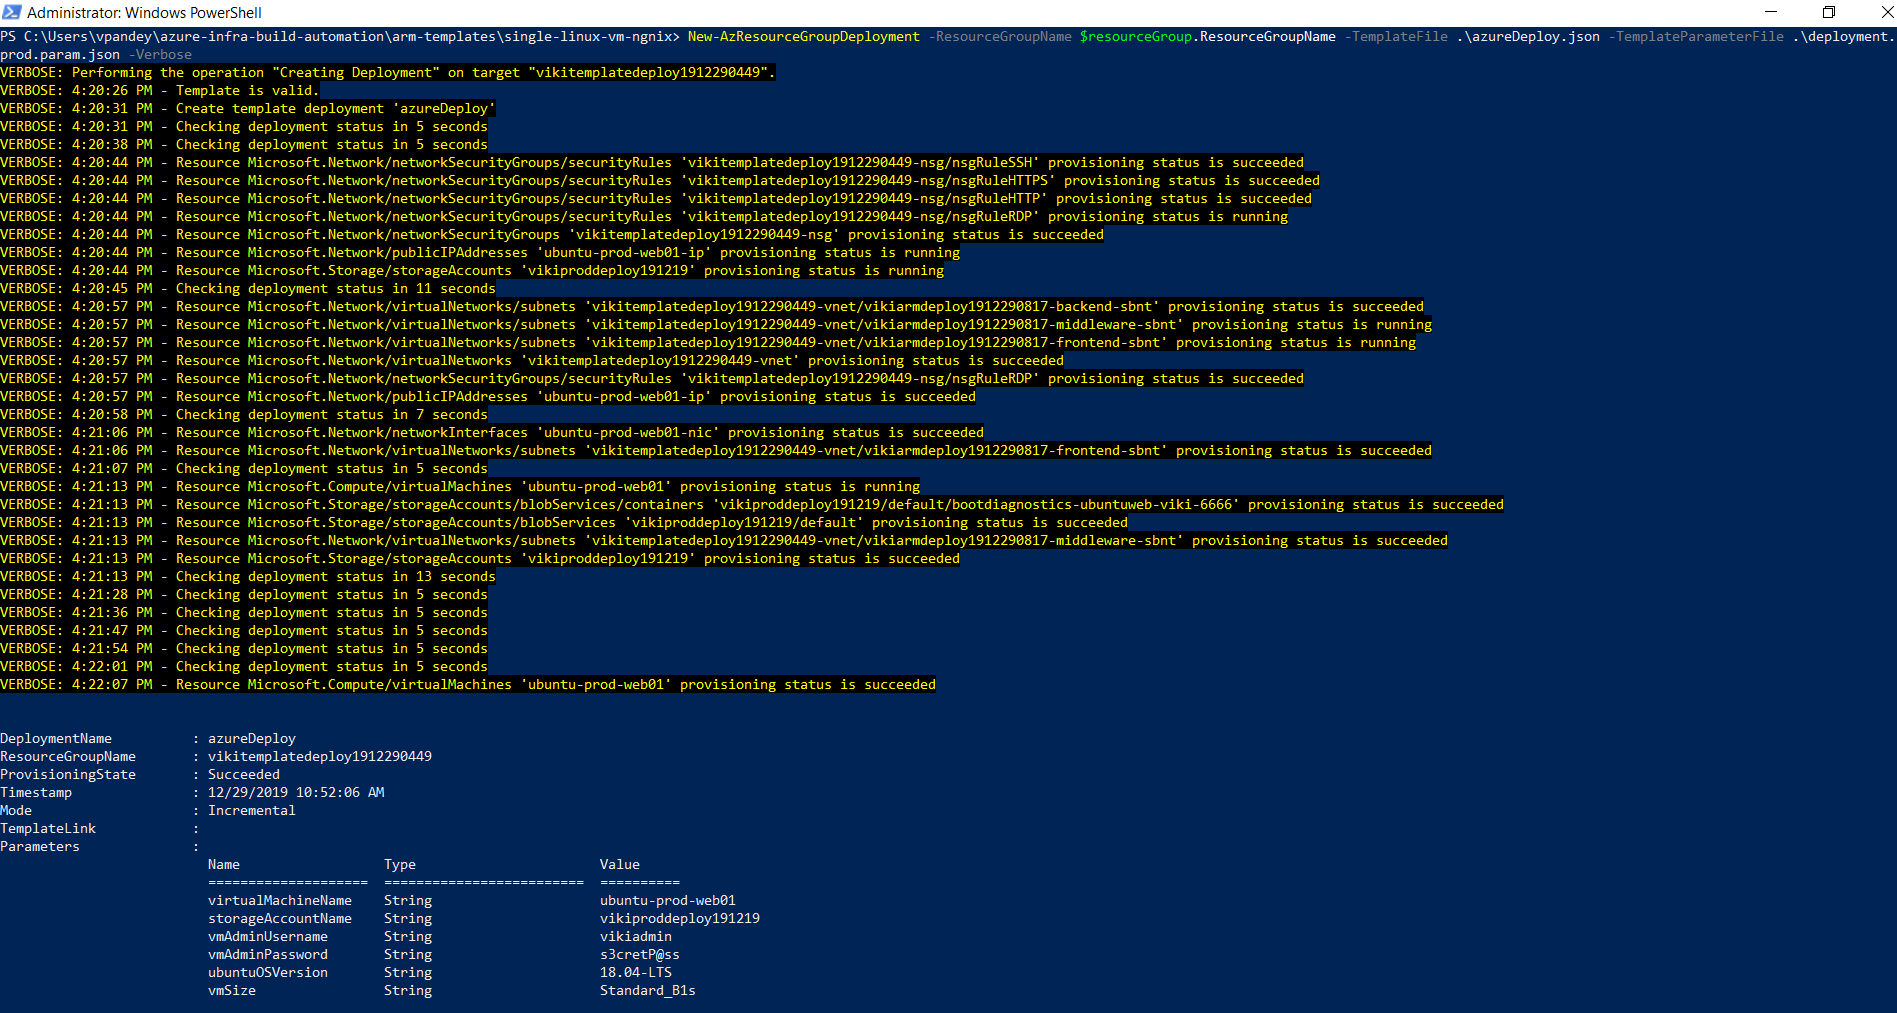 Administrator: Windows PowerShell
PS C:\Users\vpandey\azure-infra-build-automation\arm-templates\single-linux-vm-ngnix> New-AzResourceGroupDeployment -ResourceGroupName $resourceGroup.ResourceGroupName -TemplateFile .\azureDeploy.json -TemplateParameterFile .\deployment.
prod.param.json -Verbose
VERBOSE: Performing the operation "Creating Deployment" on target "vikitemplatedeploy1912290449".
VERBOSE: 4:20:26 PM - Template is valid.
VERBOSE: 4:20:31 PM - Create template deployment 'azureDeploy'
VERBOSE: 4:20:31 PM - Checking deployment status in 5 seconds
VERBOSE: 4:20:38 PM - Checking deployment status in 5 seconds
VERBOSE: 4:20:44 PM - Resource Microsoft.Network/networkSecurityGroups/securityRules 'vikitemplatedeploy1912290449-nsg/nsgRuleSSH' provisioning status is succeeded
VERBOSE: 4:20:44 PM - Resource Microsoft.Network/networkSecurityGroups/securityRules 'vikitemplatedeploy1912290449-nsg/nsgRuleHTTPS' provisioning status is succeeded
VERBOSE: 4:20:44 PM - Resource Microsoft.Network/networkSecurityGroups/securityRules 'vikitemplatedeploy1912290449-nsg/nsgRuleHTTP' provisioning status is succeeded
VERBOSE: 4:20:44 PM - Resource Microsoft.Network/networkSecurityGroups/securityRules 'vikitemplatedeploy1912290449-nsg/nsgRuleRDP' provisioning status is running
VERBOSE: 4:20:44 PM - Resource Microsoft.Network/networkSecurityGroups 'vikitemplatedeploy1912290449-nsg' provisioning status is succeeded
VERBOSE: 4:20:44 PM - Resource Microsoft.Network/publicIPAddresses 'ubuntu-prod-web01-ip' provisioning status is running
VERBOSE: 4:20:44 PM - Resource Microsoft.Storage/storageAccounts 'vikiproddeploy191219' provisioning status is running
VERBOSE: 4:20:45 PM - Checking deployment status in 11 seconds
VERBOSE: 4:20:57 PM - Resource Microsoft.Network/virtualNetworks/subnets 'vikitemplatedeploy1912290449-vnet/vikiarmdeploy1912290817-backend-sbnt' provisioning status is succeeded
VERBOSE: 4:20:57 PM - Resource Microsoft.Network/virtualNetworks/subnets 'vikitemplatedeploy1912290449-vnet/vikiarmdeploy1912290817-middleware-sbnt' provisioning status is running
VERBOSE: 4:20:57 PM - Resource Microsoft.Network/virtualNetworks/subnets 'vikitemplatedeploy1912290449-vnet/vikiarmdeploy1912290817-frontend-sbnt' provisioning status is running
VERBOSE: 4:20:57 PM - Resource Microsoft.Network/virtualNetworks 'vikitemplatedeploy1912290449-vnet' provisioning status is succeeded
VERBOSE: 4:20:57 PM - Resource Microsoft.Network/networkSecurityGroups/securityRules 'vikitemplatedeploy1912290449-nsg/nsgRuleRDP' provisioning status is succeeded
VERBOSE: 4:20:57 PM - Resource Microsoft.Network/publicIPAddresses 'ubuntu-prod-web01-ip' provisioning status is succeeded
VERBOSE: 4:20:58 PM - Checking deployment status in 7 seconds
VERBOSE: 4:21:06 PM - Resource Microsoft.Network/networkInterfaces 'ubuntu-prod-web01-nic' provisioning status is succeeded
VERBOSE: 4:21:06 PM - Resource Microsoft.Network/virtualNetworks/subnets 'vikitemplatedeploy1912290449-vnet/vikiarmdeploy1912290817-frontend-sbnt' provisioning status is succeeded
VERBOSE: 4:21:07 PM - Checking deployment status in 5 seconds
VERBOSE: 4:21:13 PM - Resource Microsoft.Compute/virtualMachines 'ubuntu-prod-web01' provisioning status is running
VERBOSE: 4:21:13 PM - Resource Microsoft.Storage/storageAccounts/blobServices/containers 'vikiproddeploy191219/default/bootdiagnostics-ubuntuweb-viki-6666' provisioning status is succeeded
VERBOSE: 4:21:13 PM - Resource Microsoft.Storage/storageAccounts/blobServices 'vikiproddeploy191219/default' provisioning status is succeeded
VERBOSE: 4:21:13 PM - Resource Microsoft.Network/virtualNetworks/subnets 'vikitemplatedeploy1912290449-vnet/vikiarmdeploy1912290817-middleware-sbnt' provisioning status is succeeded
VERBOSE: 4:21:13 PM - Resource Microsoft.Storage/storageAccounts 'vikiproddeploy191219' provisioning status is succeeded
VERBOSE: 4:21:13 PM - Checking deployment status in 13 seconds
VERBOSE: 4:21:28 PM - Checking deployment status in 5 seconds
VERBOSE: 4:21:36 PM - Checking deployment status in 5 seconds
VERBOSE: 4:21:47 PM - Checking deployment status in 5 seconds
VERBOSE: 4:21:54 PM - Checking deployment status in 5 seconds
VERBOSE: 4:22:01 PM - Checking deployment status in 5 seconds
VERBOSE: 4:22:07 PM - Resource Microsoft.Compute/virtualMachines 'ubuntu-prod-web01' provisioning status is succeeded
DeploymentName : azureDeploy
ResourceGroupName : vikitemplatedeploy1912290449
ProvisioningState : Succeeded
Timestamp : 12/29/2019 10:52:06 AM
Mode : Incremental
TemplateLink :
Parameters :
Name Type Value
==================== ========================= ==========
virtualMachineName String ubuntu-prod-web01
storageAccountName String vikiproddeploy191219
vmAdminUsername String vikiadmin
vmAdminPassword String s3cretP@ss
ubuntuOSVersion String 18.04-LTS
vmSize String Standard_B1s